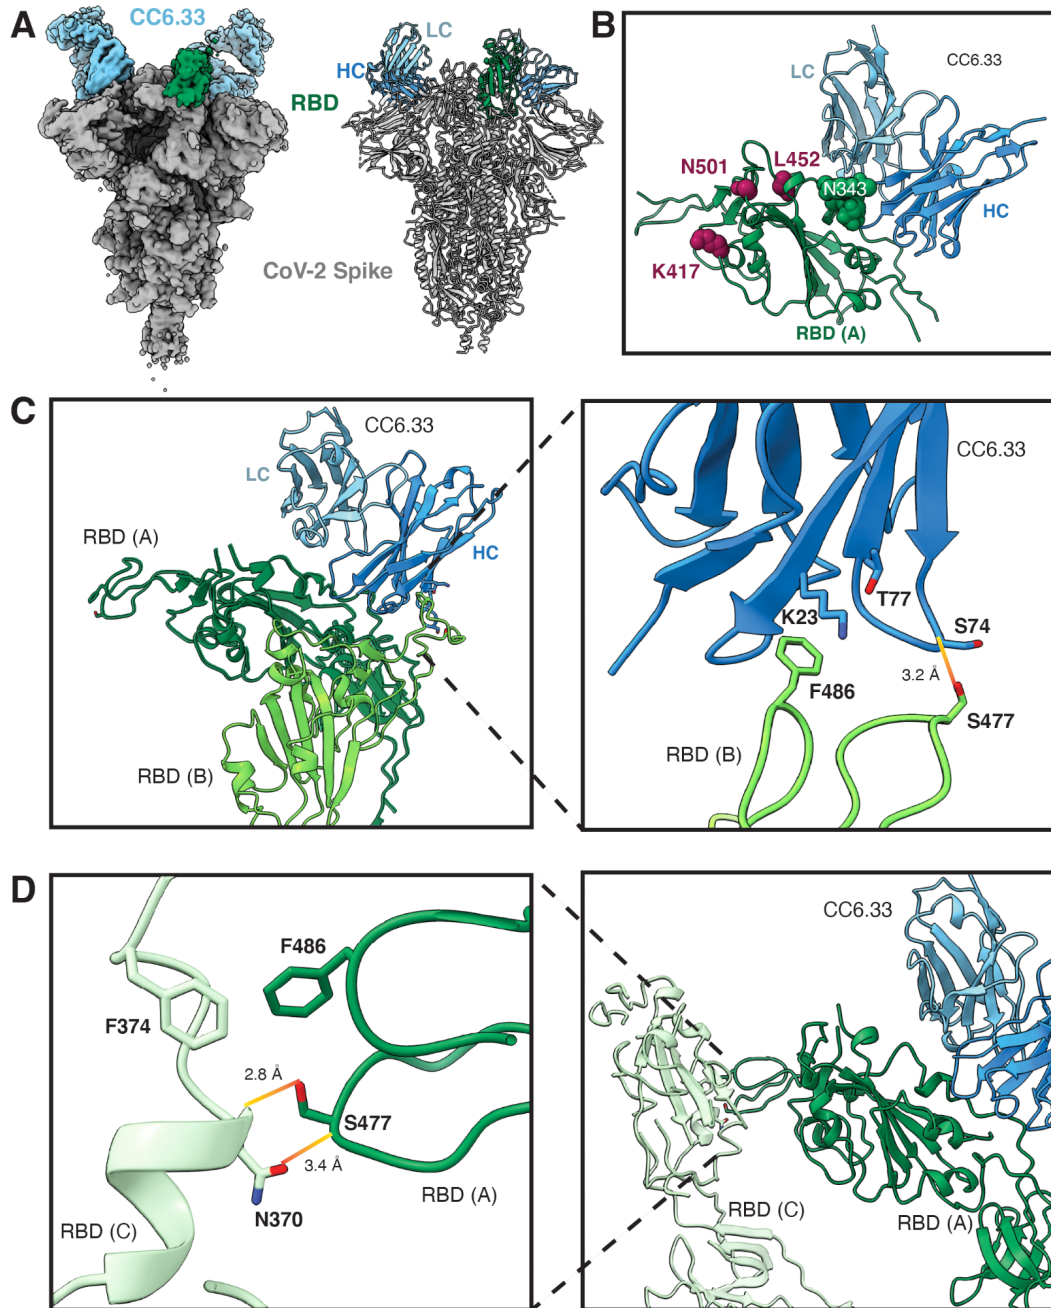 A
CC6.33
LC
HC
RBD
CoV-2 Spike
B
LC
CC6.33
N501
L452
N343
HC
K417
RBD (A)
C
CC6.33
LC
RBD (A)
HC
RBD (B)
CC6.33
K23
T77
S74
3.2 Å
F486
S477
RBD (B)
D
F486
F374
2.8 Å
S477
3.4 Å
N370
RBD (A)
RBD (C)
CC6.33
RBD (C)
RBD (A)